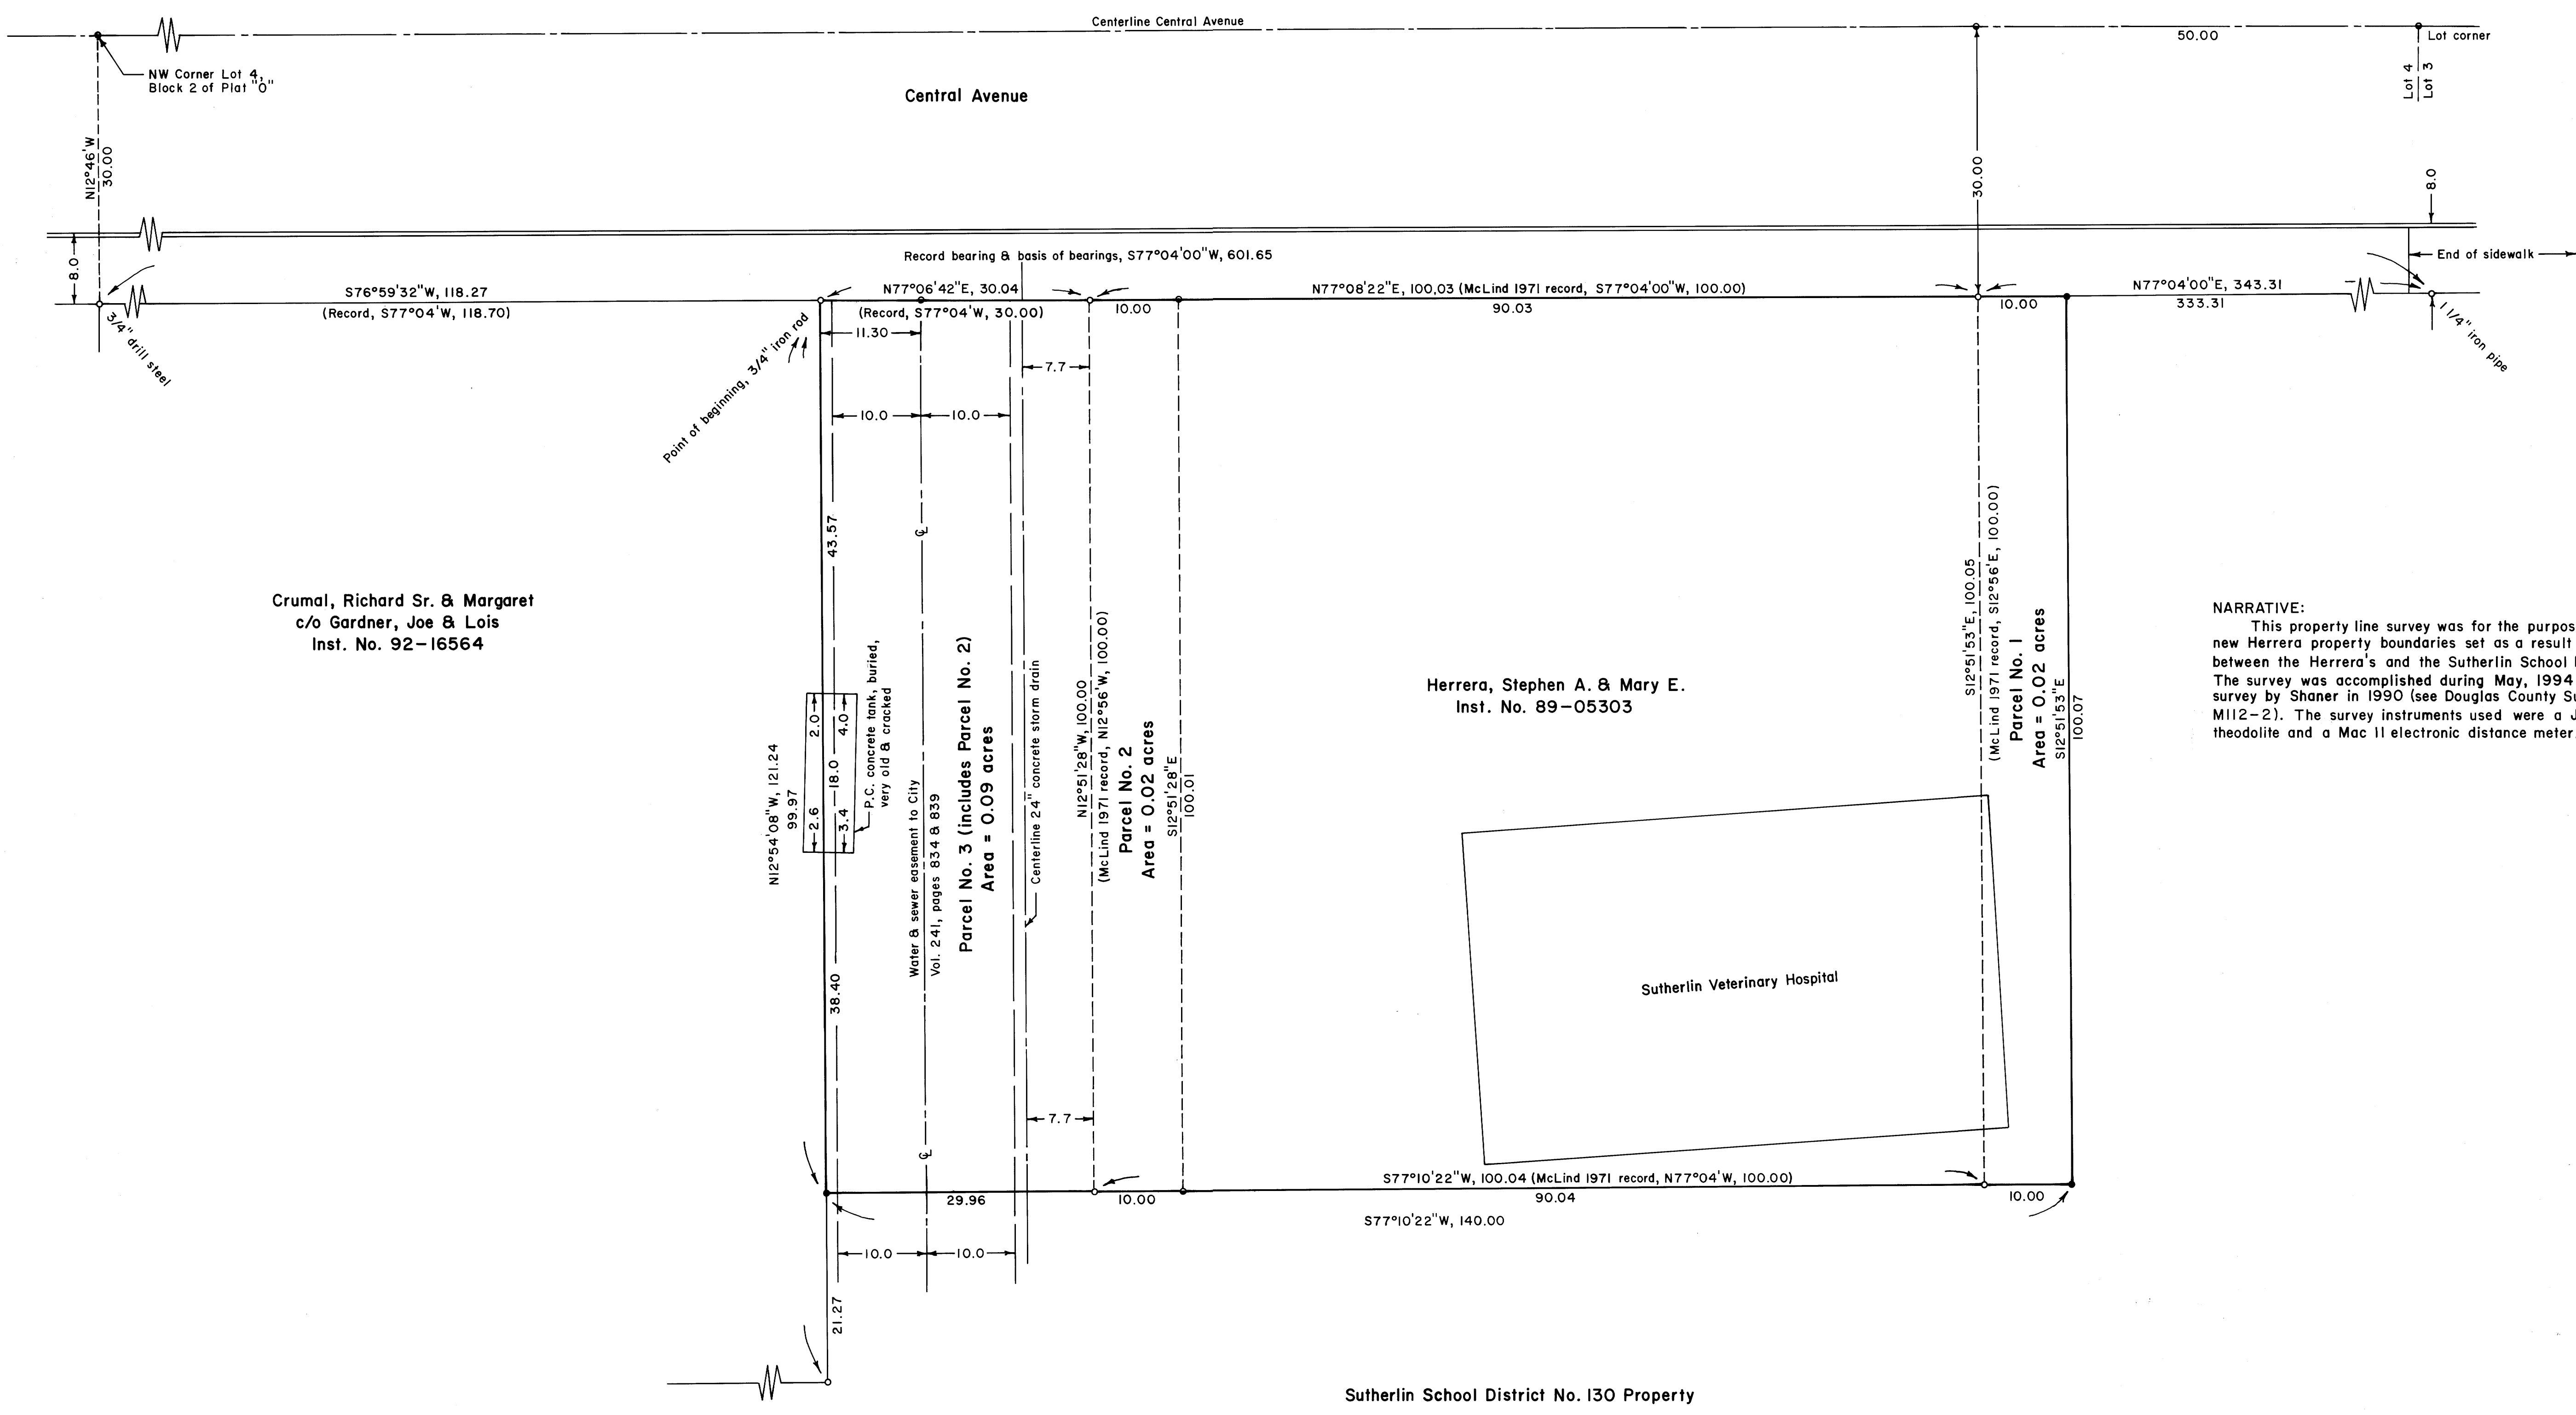 Centerline Central Avenue
50.00
Lot corner
NW Corner Lot 4,
Block 2 of Plat "O"
Lot 4
Lot 3
Central Avenue
N12°46'W
30.00
30.00
8.0
8.0
Record bearing & basis of bearings, S77°04'00"W, 601.65
End of sidewalk
S76°59'32"W, 118.27
(Record, S77°04'W, 118.70)
N77°06'42"E, 30.04
(Record, S77°04'W, 30.00)
10.00
N77°08'22"E, 100.03 (McLind 1971 record, S77°04'00"W, 100.00)
90.03
10.00
N77°04'00"E, 343.31
333.31
3/4" drill steel
Point of beginning, 3/4" iron rod
1 1/4" iron pipe
11.30
7.7
10.0
10.0
43.57
℄
Crumal, Richard Sr. & Margaret
c/o Gardner, Joe & Lois
Inst. No. 92-16564
N12°54'08"W, 121.24
99.97
2.0
4.0
18.0
2.6
3.4
P.C. concrete tank, buried,
very old & cracked
Water & sewer easement to City
Vol. 241, pages 834 & 839
Parcel No. 3 (includes Parcel No. 2)
Area = 0.09 acres
Centerline 24" concrete storm drain
N12°51'28"W, 100.00
(McLind 1971 record, N12°56'W, 100.00)
Parcel No. 2
Area = 0.02 acres
S12°51'28"E
100.01
Herrera, Stephen A. & Mary E.
Inst. No. 89-05303
S12°51'53"E, 100.05
(McLind 1971 record, S12°56'E, 100.00)
Parcel No. 1
Area = 0.02 acres
S12°51'53"E
100.07
NARRATIVE:
This property line survey was for the purpos
new Herrera property boundaries set as a result
between the Herrera's and the Sutherlin School
The survey was accomplished during May, 1994
survey by Shaner in 1990 (see Douglas County Su
M112-2). The survey instruments used were a J
theodolite and a Mac II electronic distance meter
Sutherlin Veterinary Hospital
38.40
7.7
℄
S77°10'22"W, 100.04 (McLind 1971 record, N77°04'W, 100.00)
29.96
10.00
90.04
10.00
S77°10'22"W, 140.00
10.0
10.0
21.27
Sutherlin School District No. 130 Property